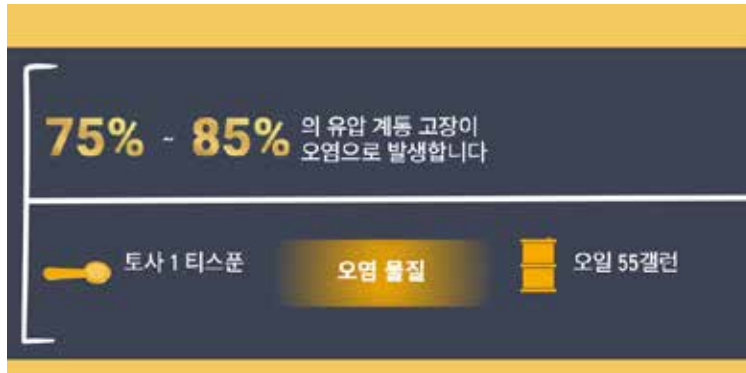 75% ~ 85% 의 유압 계통 고장이
오염으로 발생합니다
토사 1 티스푼 오염 물질 오일 55갤런